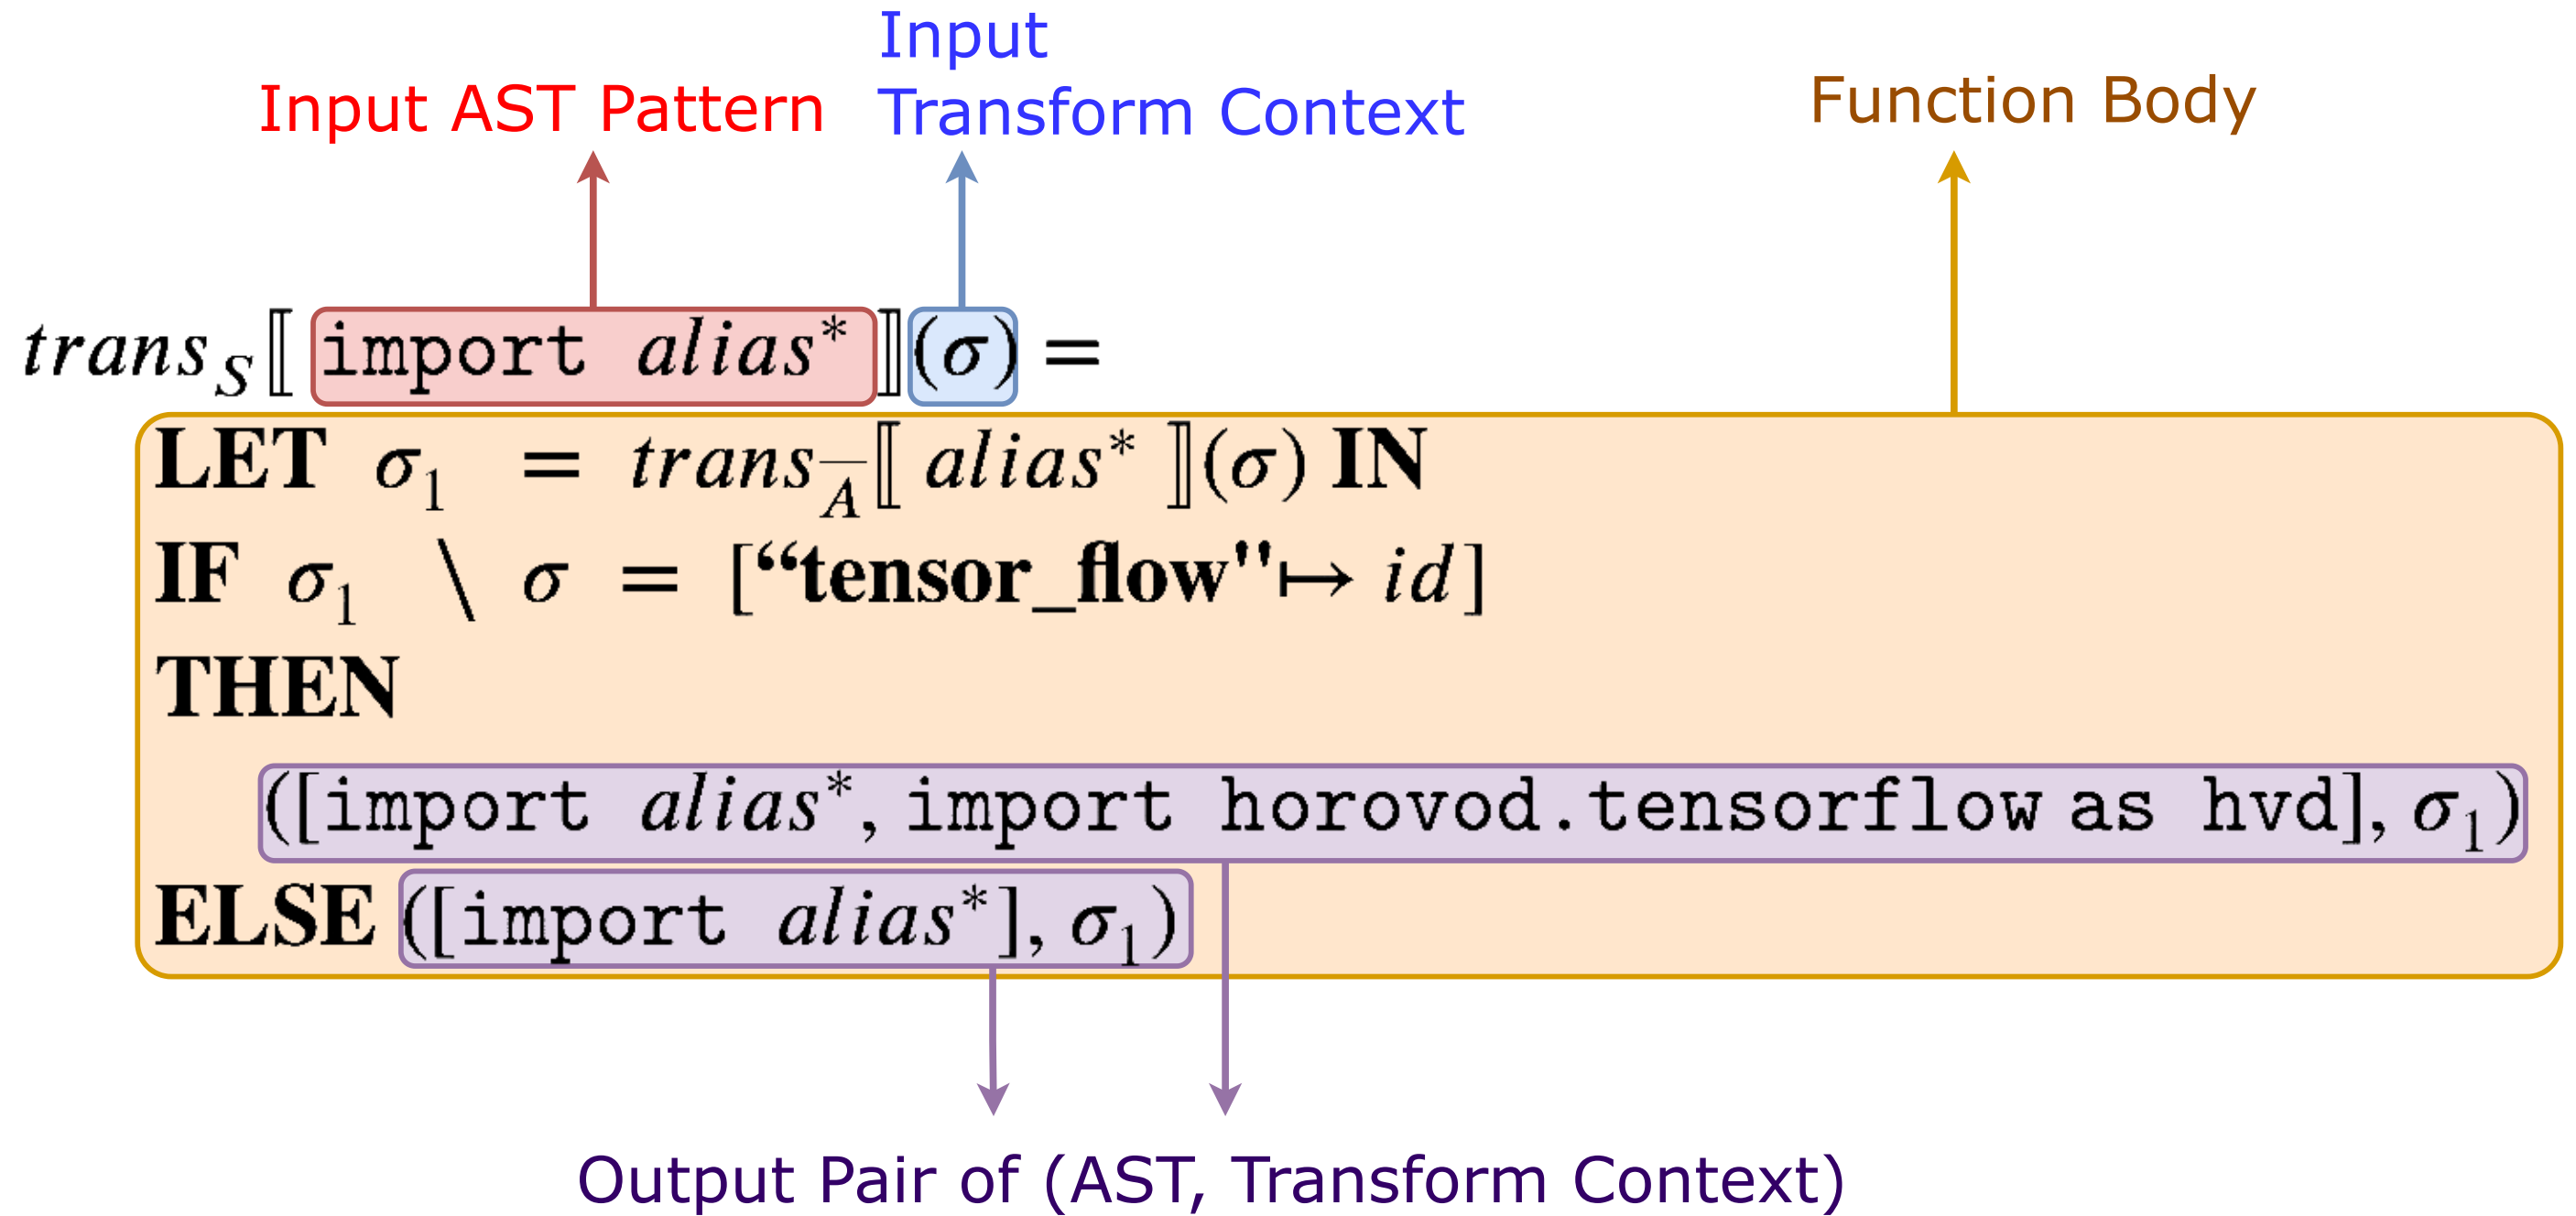 Input
Input AST Pattern
Transform Context
Function Body
trans_S⟦ import alias* ⟧(σ) =
LET σ₁ = trans_A̅⟦ alias* ⟧(σ) IN
IF σ₁ \ σ = [“tensor_flow"↦ id]
THEN
([import alias*, import horovod.tensorflow as hvd], σ₁)
ELSE ([import alias*], σ₁)
Output Pair of (AST, Transform Context)